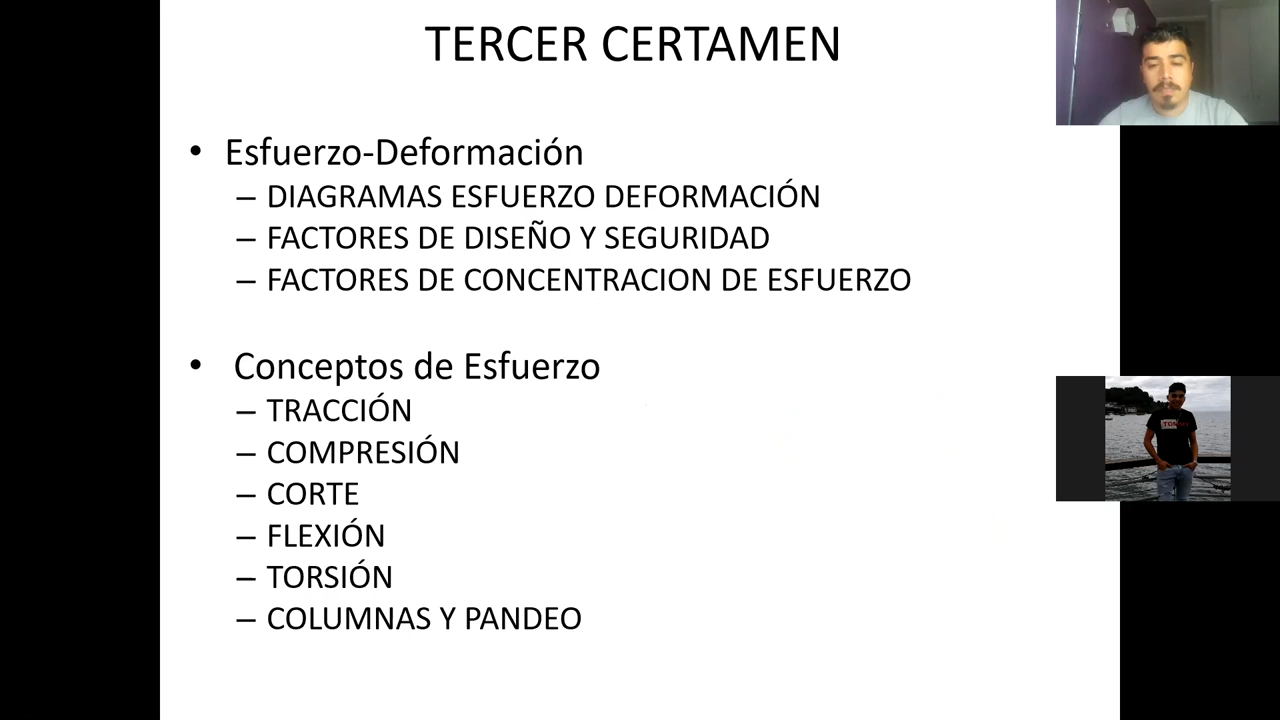 TERCER CERTAMEN
• Esfuerzo-Deformación
– DIAGRAMAS ESFUERZO DEFORMACIÓN
– FACTORES DE DISEÑO Y SEGURIDAD
– FACTORES DE CONCENTRACION DE ESFUERZO
• Conceptos de Esfuerzo
– TRACCIÓN
– COMPRESIÓN
– CORTE
– FLEXIÓN
– TORSIÓN
– COLUMNAS Y PANDEO